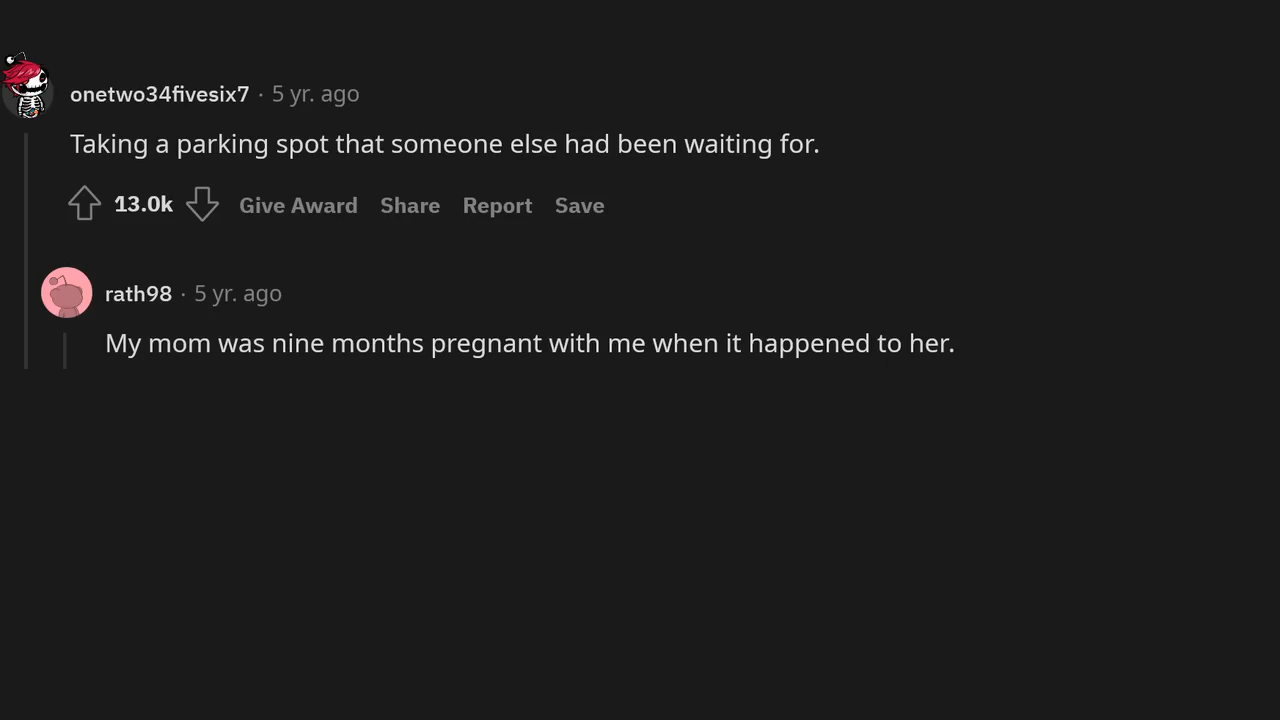 onetwo34fivesix7 · 5 yr. ago
Taking a parking spot that someone else had been waiting for.
13.0k Give Award Share Report Save
rath98 · 5 yr. ago
My mom was nine months pregnant with me when it happened to her.